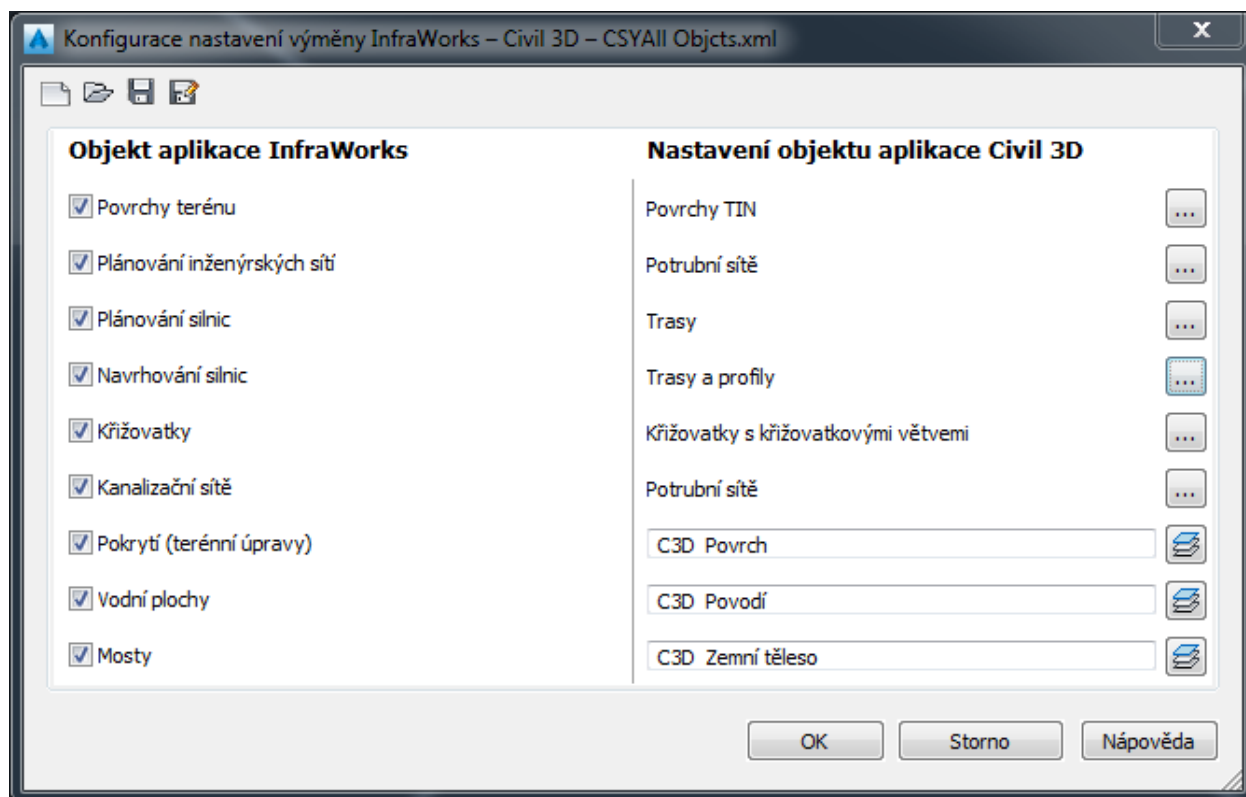 Konfigurace nastavení výměny InfraWorks – Civil 3D – CSYAll Objcts.xml
Objekt aplikace InfraWorks Nastavení objektu aplikace Civil 3D
Povrchy terénu Povrchy TIN ...
Plánování inženýrských sítí Potrubní sítě ...
Plánování silnic Trasy ...
Navrhování silnic Trasy a profily ...
Křižovatky Křižovatky s křižovatkovými větvemi ...
Kanalizační sítě Potrubní sítě ...
Pokrytí (terénní úpravy) C3D Povrch
Vodní plochy C3D Povodí
Mosty C3D Zemní těleso
OK Storno Nápověda